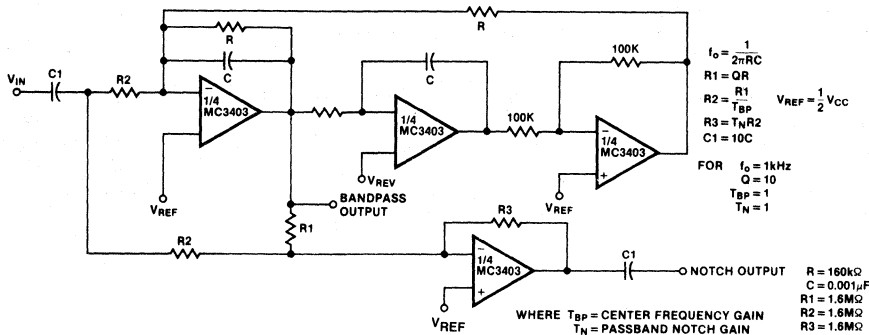 R
R
C
V_IN
C1
R2
1/4
MC3403
V_REF
C
1/4
MC3403
V_REV
100K
100K
1/4
MC3403
V_REF
BANDPASS
OUTPUT
R1
R2
R3
1/4
MC3403
V_REF
C1
NOTCH OUTPUT
f_o = 1/2πRC
R1 = QR
R2 = R1/T_BP
V_REF = 1/2 V_CC
R3 = T_N R2
C1 = 10C
FOR f_o = 1kHz
Q = 10
T_BP = 1
T_N = 1
R = 160kΩ
C = 0.001µF
R1 = 1.6MΩ
R2 = 1.6MΩ
R3 = 1.6MΩ
WHERE T_BP = CENTER FREQUENCY GAIN
T_N = PASSBAND NOTCH GAIN